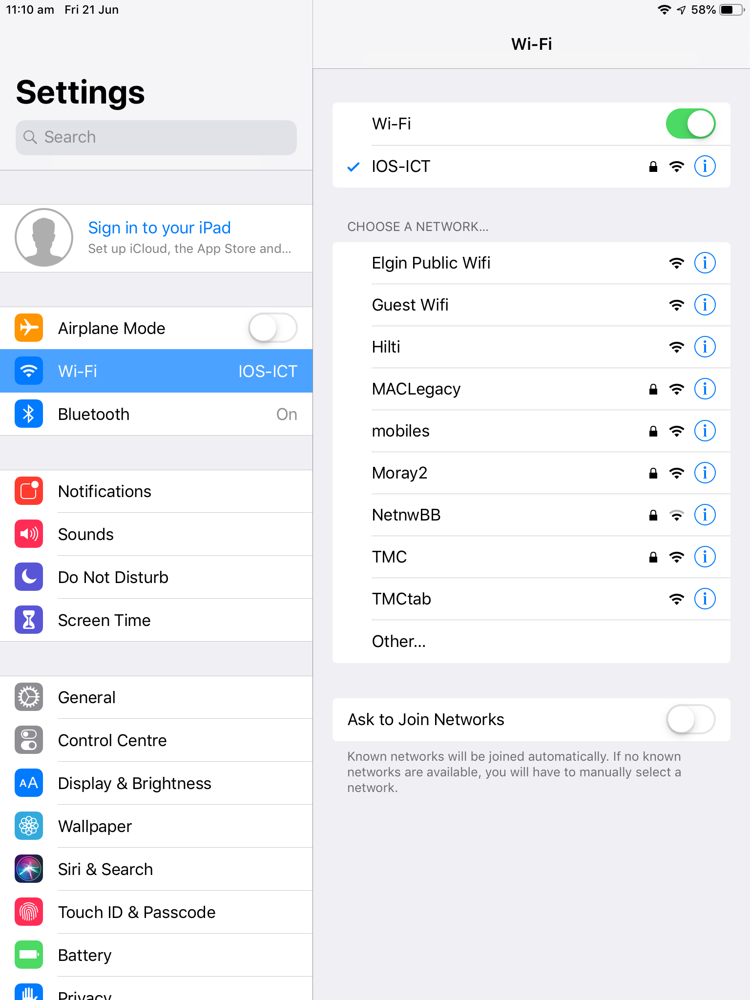 11:10 am Fri 21 Jun
58%
Settings
Search
Sign in to your iPad
Set up iCloud, the App Store and...
Airplane Mode
Wi-Fi IOS-ICT
Bluetooth On
Notifications
Sounds
Do Not Disturb
Screen Time
General
Control Centre
AA Display & Brightness
Wallpaper
Siri & Search
Touch ID & Passcode
Battery
Privacy
Wi-Fi
Wi-Fi
IOS-ICT
CHOOSE A NETWORK...
Elgin Public Wifi
Guest Wifi
Hilti
MACLegacy
mobiles
Moray2
NetnwBB
TMC
TMCtab
Other...
Ask to Join Networks
Known networks will be joined automatically. If no known
networks are available, you will have to manually select a
network.